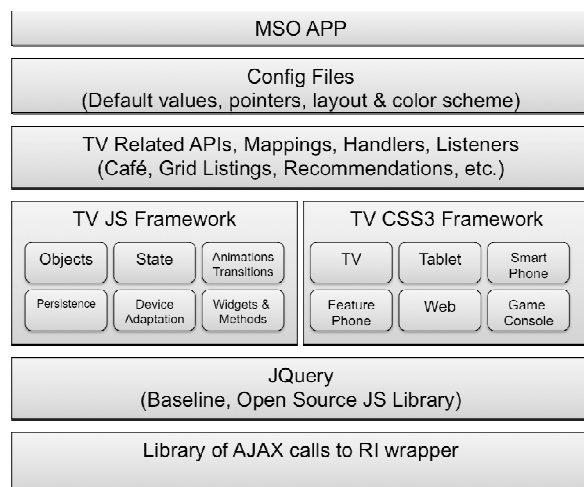 MSO APP
Config Files
(Default values, pointers, layout & color scheme)
TV Related APIs, Mappings, Handlers, Listeners
(Café, Grid Listings, Recommendations, etc.)
TV JS Framework
Objects
State
Animations
Transitions
Persistence
Device
Adaptation
Widgets &
Methods
TV CSS3 Framework
TV
Tablet
Smart
Phone
Feature
Phone
Web
Game
Console
JQuery
(Baseline, Open Source JS Library)
Library of AJAX calls to RI wrapper